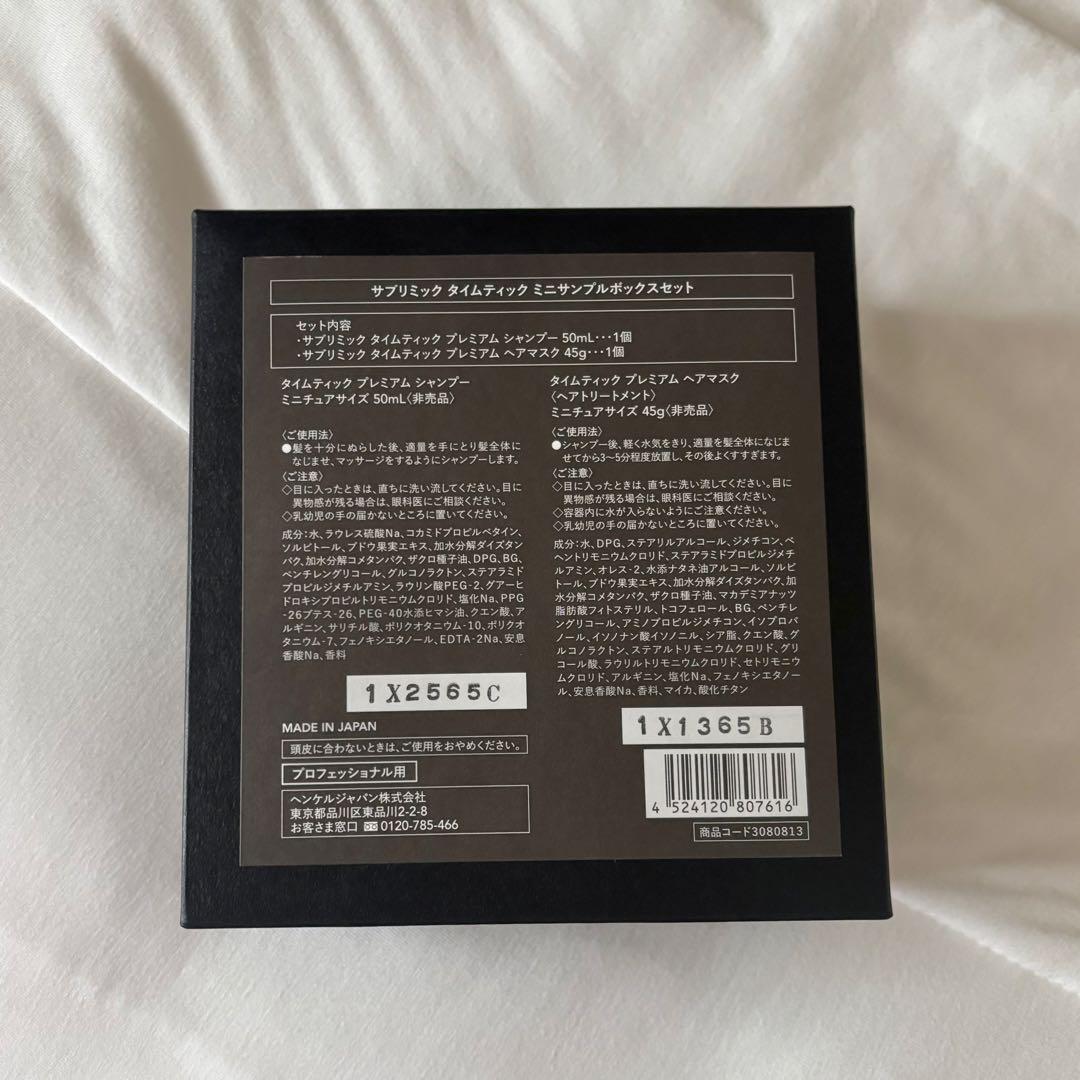 サブリミック タイムティック ミニサンプルボックスセット
セット内容
・サブリミック タイムティック プレミアム シャンプー 50mL・・・1個
・サブリミック タイムティック プレミアム ヘアマスク 45g・・・1個
タイムティック プレミアム シャンプー
ミニチュアサイズ 50mL〈非売品〉
〈ご使用法〉
●髪を十分にぬらした後、適量を手にとり髪全体に
なじませ、マッサージをするようにシャンプーします。
〈ご注意〉
◇目に入ったときは、直ちに洗い流してください。目に
異物感が残る場合は、眼科医にご相談ください。
◇乳幼児の手の届かないところに置いてください。
成分:水、ラウレス硫酸Na、コカミドプロピルベタイン、
ソルビトール、ブドウ果実エキス、加水分解ダイズタン
パク、加水分解コメタンパク、ザクロ種子油、DPG、BG、
ペンチレングリコール、グルコノラクトン、ステアラミド
プロピルジメチルアミン、ラウリン酸PEG-2、グアーヒ
ドロキシプロピルトリモニウムクロリド、塩化Na、PPG
-26ブテス-26、PEG-40水添ヒマシ油、クエン酸、ア
ルギニン、サリチル酸、ポリクオタニウム-10、ポリクオ
タニウム-7、フェノキシエタノール、EDTA-2Na、安息
香酸Na、香料
1X2565C
MADE IN JAPAN
頭皮に合わないときは、ご使用をおやめください。
プロフェッショナル用
ヘンケルジャパン株式会社
東京都品川区東品川2-2-8
お客さま窓口 0120-785-466
タイムティック プレミアム ヘアマスク
〈ヘアトリートメント〉
ミニチュアサイズ 45g〈非売品〉
〈ご使用法〉
●シャンプー後、軽く水気をきり、適量を髪全体になじま
せてから3〜5分程度放置し、その後よくすすぎます。
〈ご注意〉
◇目に入ったときは、直ちに洗い流してください。目に
異物感が残る場合は、眼科医にご相談ください。
◇容器内に水が入らないようにご注意ください。
◇乳幼児の手の届かないところに置いてください。
成分:水、DPG、ステアリルアルコール、ジメチコン、ベ
ヘントリモニウムクロリド、ステアラミドプロピルジメチ
ルアミン、オレス-2、水添ナタネ油アルコール、ソルビ
トール、ブドウ果実エキス、加水分解ダイズタンパク、加
水分解コメタンパク、ザクロ種子油、マカデミアナッツ
脂肪酸フィトステリル、トコフェロール、BG、ペンチレ
ングリコール、アミノプロピルジメチコン、イソプロパ
ノール、イソノナン酸イソノニル、シア脂、クエン酸、グ
ルコノラクトン、ステアルトリモニウムクロリド、グリ
コール酸、ラウリルトリモニウムクロリド、セトリモニウ
ムクロリド、アルギニン、塩化Na、フェノキシエタノー
ル、安息香酸Na、香料、マイカ、酸化チタン
1X1365B
4 524120 807616
商品コード3080813